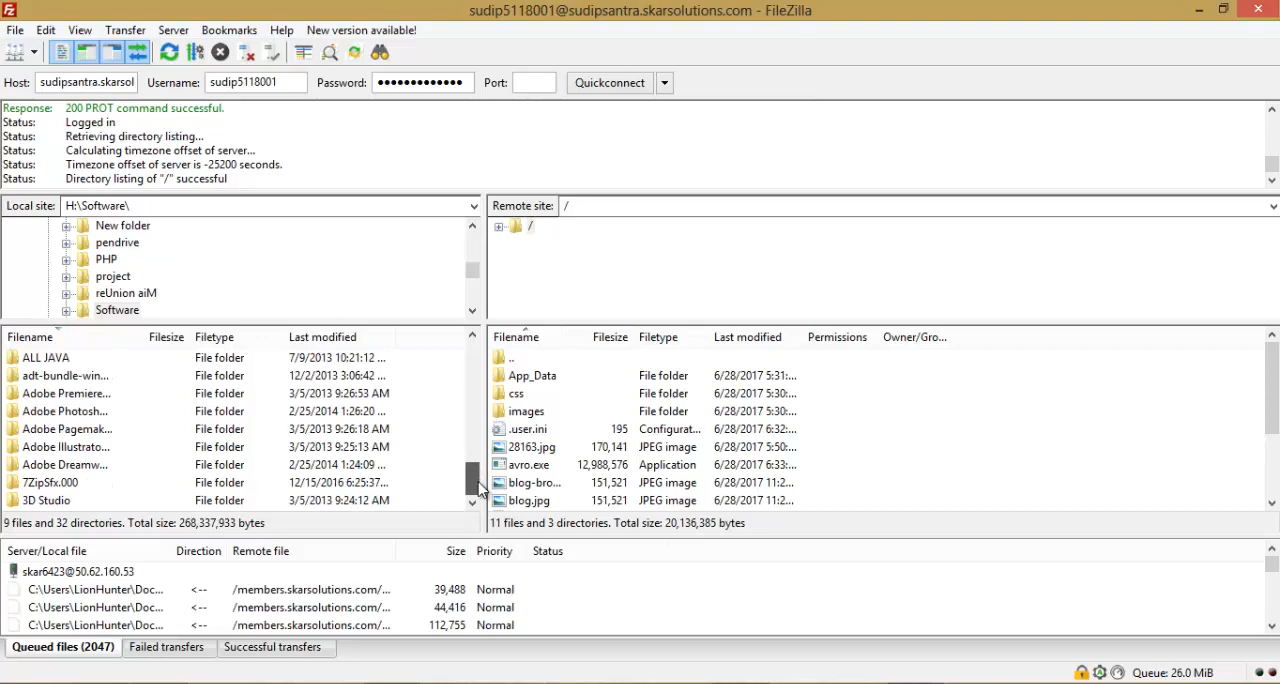 sudip5118001@sudipsantra.skarsolutions.com - FileZilla
File Edit View Transfer Server Bookmarks Help New version available!
Host: sudipsantra.skarsol Username: sudip5118001 Password: ●●●●●●●●●●●●● Port: Quickconnect
Response: 200 PROT command successful.
Status: Logged in
Status: Retrieving directory listing...
Status: Calculating timezone offset of server...
Status: Timezone offset of server is -25200 seconds.
Status: Directory listing of "/" successful
Local site: H:\Software\
Remote site: /
New folder
pendrive
PHP
project
reUnion aiM
Software
/
Filename Filesize Filetype Last modified
ALL JAVA File folder 7/9/2013 10:21:12 ...
adt-bundle-win... File folder 12/2/2013 3:06:42 ...
Adobe Premiere... File folder 3/5/2013 9:26:53 AM
Adobe Photosh... File folder 2/25/2014 1:26:20 ...
Adobe Pagemak... File folder 3/5/2013 9:26:18 AM
Adobe Illustrato... File folder 3/5/2013 9:25:13 AM
Adobe Dreamw... File folder 2/25/2014 1:24:09 ...
7ZipSfx.000 File folder 12/15/2016 6:25:37...
3D Studio File folder 3/5/2013 9:24:12 AM
9 files and 32 directories. Total size: 268,337,933 bytes
Filename Filesize Filetype Last modified Permissions Owner/Gro...
..
App_Data File folder 6/28/2017 5:31:...
css File folder 6/28/2017 5:30:...
images File folder 6/28/2017 5:30:...
.user.ini 195 Configurat... 6/28/2017 6:32:...
28163.jpg 170,141 JPEG image 6/28/2017 5:50:...
avro.exe 12,988,576 Application 6/28/2017 6:33:...
blog-bro... 151,521 JPEG image 6/28/2017 11:2...
blog.jpg 151,521 JPEG image 6/28/2017 11:2...
11 files and 3 directories. Total size: 20,136,385 bytes
Server/Local file Direction Remote file Size Priority Status
skar6423@50.62.160.53
C:\Users\LionHunter\Doc... <-- /members.skarsolutions.com/... 39,488 Normal
C:\Users\LionHunter\Doc... <-- /members.skarsolutions.com/... 44,416 Normal
C:\Users\LionHunter\Doc... <-- /members.skarsolutions.com/... 112,755 Normal
Queued files (2047) Failed transfers Successful transfers
Queue: 26.0 MiB